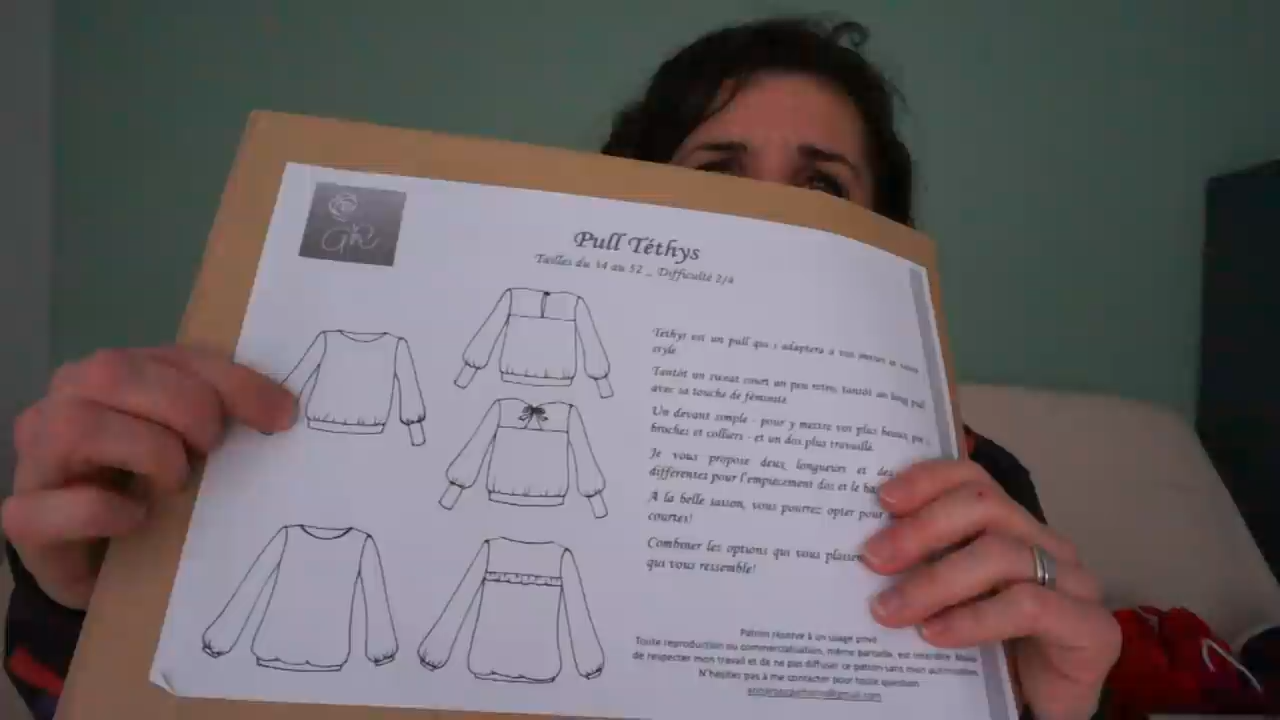 GR
Pull Téthys
Tailles du 34 au 52 _ Difficulté 2/4
Téthys est un pull qui s'adaptera à vos envies et votre
style.
Tantôt un sweat court un peu rétro, tantôt un long pull
avec sa touche de féminité.
Un devant simple - pour y mettre vos plus beaux
broches et colliers - et un dos plus travaillé.
Je vous propose deux longueurs et des
différentes pour l'empiècement dos et le bas
À la belle saison, vous pourrez opter pour
courtes!
Combiner les options qui vous plaisent
qui vous ressemble!
Patron réservé à un usage privé
Toute reproduction ou commercialisation, même partielle, est interdite. Merci
de respecter mon travail et de ne pas diffuser ce patron sans mon autorisation.
N'hésitez pas à me contacter pour toute question